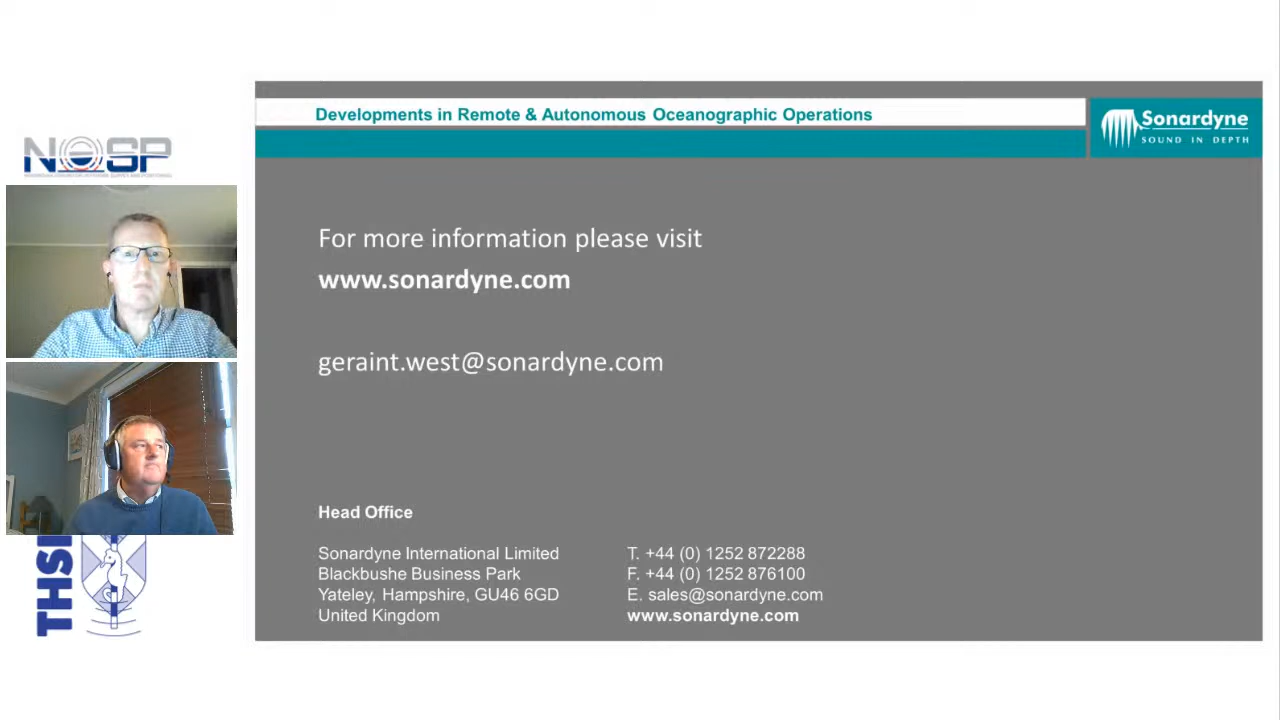 Developments in Remote & Autonomous Oceanographic Operations
Sonardyne
SOUND IN DEPTH
NOSP
For more information please visit
www.sonardyne.com
geraint.west@sonardyne.com
Head Office
Sonardyne International Limited
Blackbushe Business Park
Yateley, Hampshire, GU46 6GD
United Kingdom
T. +44 (0) 1252 872288
F. +44 (0) 1252 876100
E. sales@sonardyne.com
www.sonardyne.com